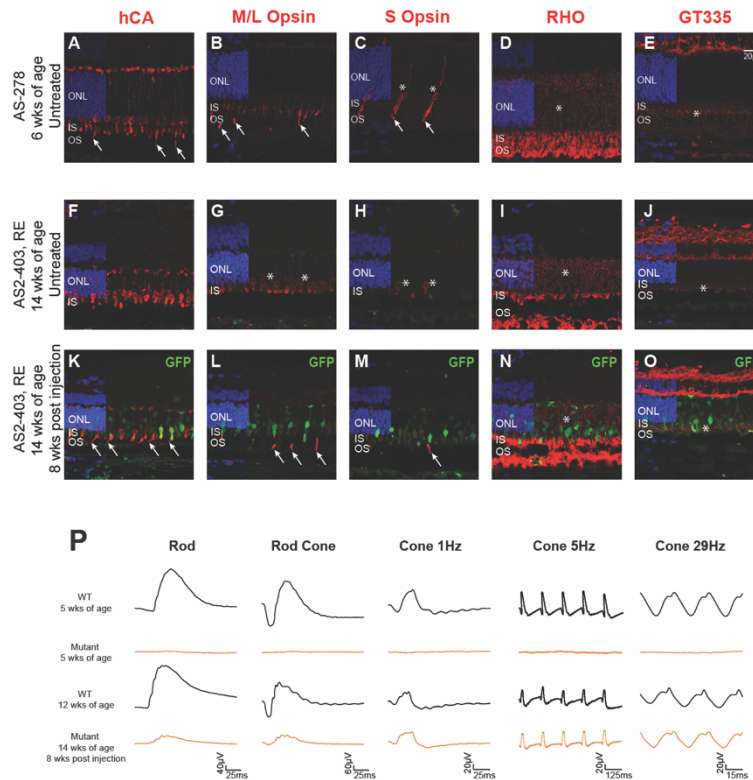 hCA M/L Opsin S Opsin RHO GT335
AS-278
6 wks of age
Untreated
A B C D E
20
ONL
IS
OS
*
* *
IS
OS
IS
OS
IS
OS
IS
OS
*
*
AS2-403, RE
14 wks of age
Untreated
F G H I J
ONL ONL ONL ONL ONL
IS IS IS IS IS
OS OS
* * * * * *
AS2-403, RE
14 wks of age
8 wks post injection
K GFP L GFP M GFP N GFP O GFP
ONL ONL ONL ONL ONL
IS IS IS IS IS
OS OS OS OS OS
* *
P
Rod Rod Cone Cone 1Hz Cone 5Hz Cone 29Hz
WT
5 wks of age
Mutant
5 wks of age
WT
12 wks of age
Mutant
14 wks of age
8 wks post injection
40µV 60µV 20µV 20µV 20µV
25ms 25ms 25ms 125ms 15ms